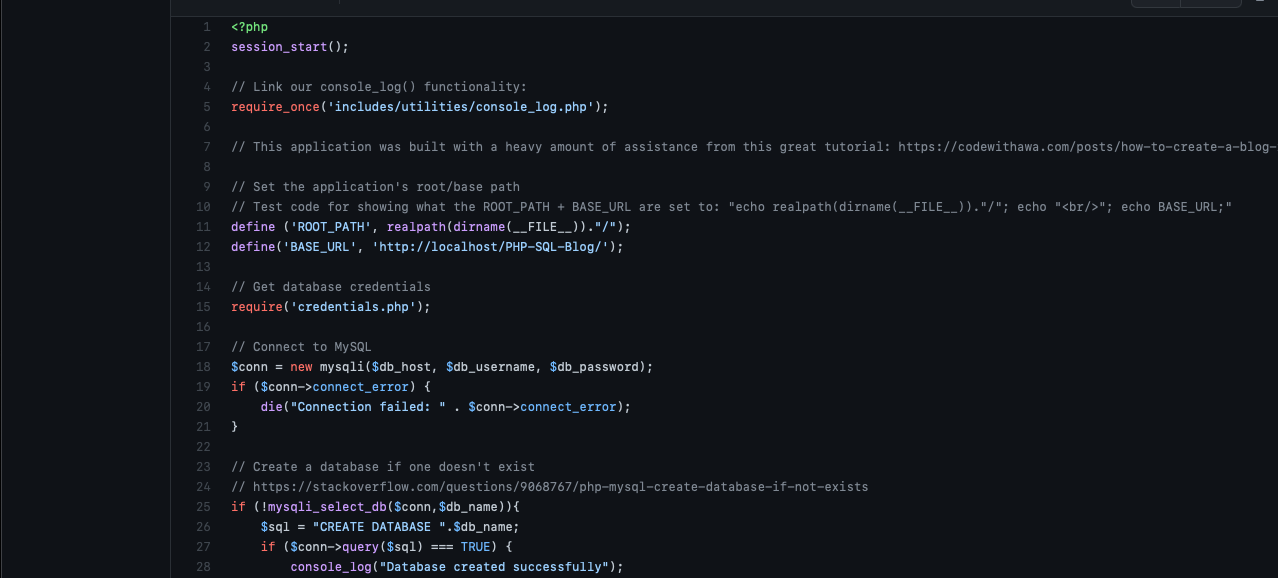 1 <?php
2 session_start();
3
4 // Link our console_log() functionality:
5 require_once('includes/utilities/console_log.php');
6
7 // This application was built with a heavy amount of assistance from this great tutorial: https://codewithawa.com/posts/how-to-create-a-blog-
8
9 // Set the application's root/base path
10 // Test code for showing what the ROOT_PATH + BASE_URL are set to: "echo realpath(dirname(__FILE__))."/"; echo "<br/>"; echo BASE_URL;"
11 define ('ROOT_PATH', realpath(dirname(__FILE__))."/");
12 define('BASE_URL', 'http://localhost/PHP-SQL-Blog/');
13
14 // Get database credentials
15 require('credentials.php');
16
17 // Connect to MySQL
18 $conn = new mysqli($db_host, $db_username, $db_password);
19 if ($conn->connect_error) {
20     die("Connection failed: " . $conn->connect_error);
21 }
22
23 // Create a database if one doesn't exist
24 // https://stackoverflow.com/questions/9068767/php-mysql-create-database-if-not-exists
25 if (!mysqli_select_db($conn,$db_name)){
26     $sql = "CREATE DATABASE ".$db_name;
27     if ($conn->query($sql) === TRUE) {
28         console_log("Database created successfully");